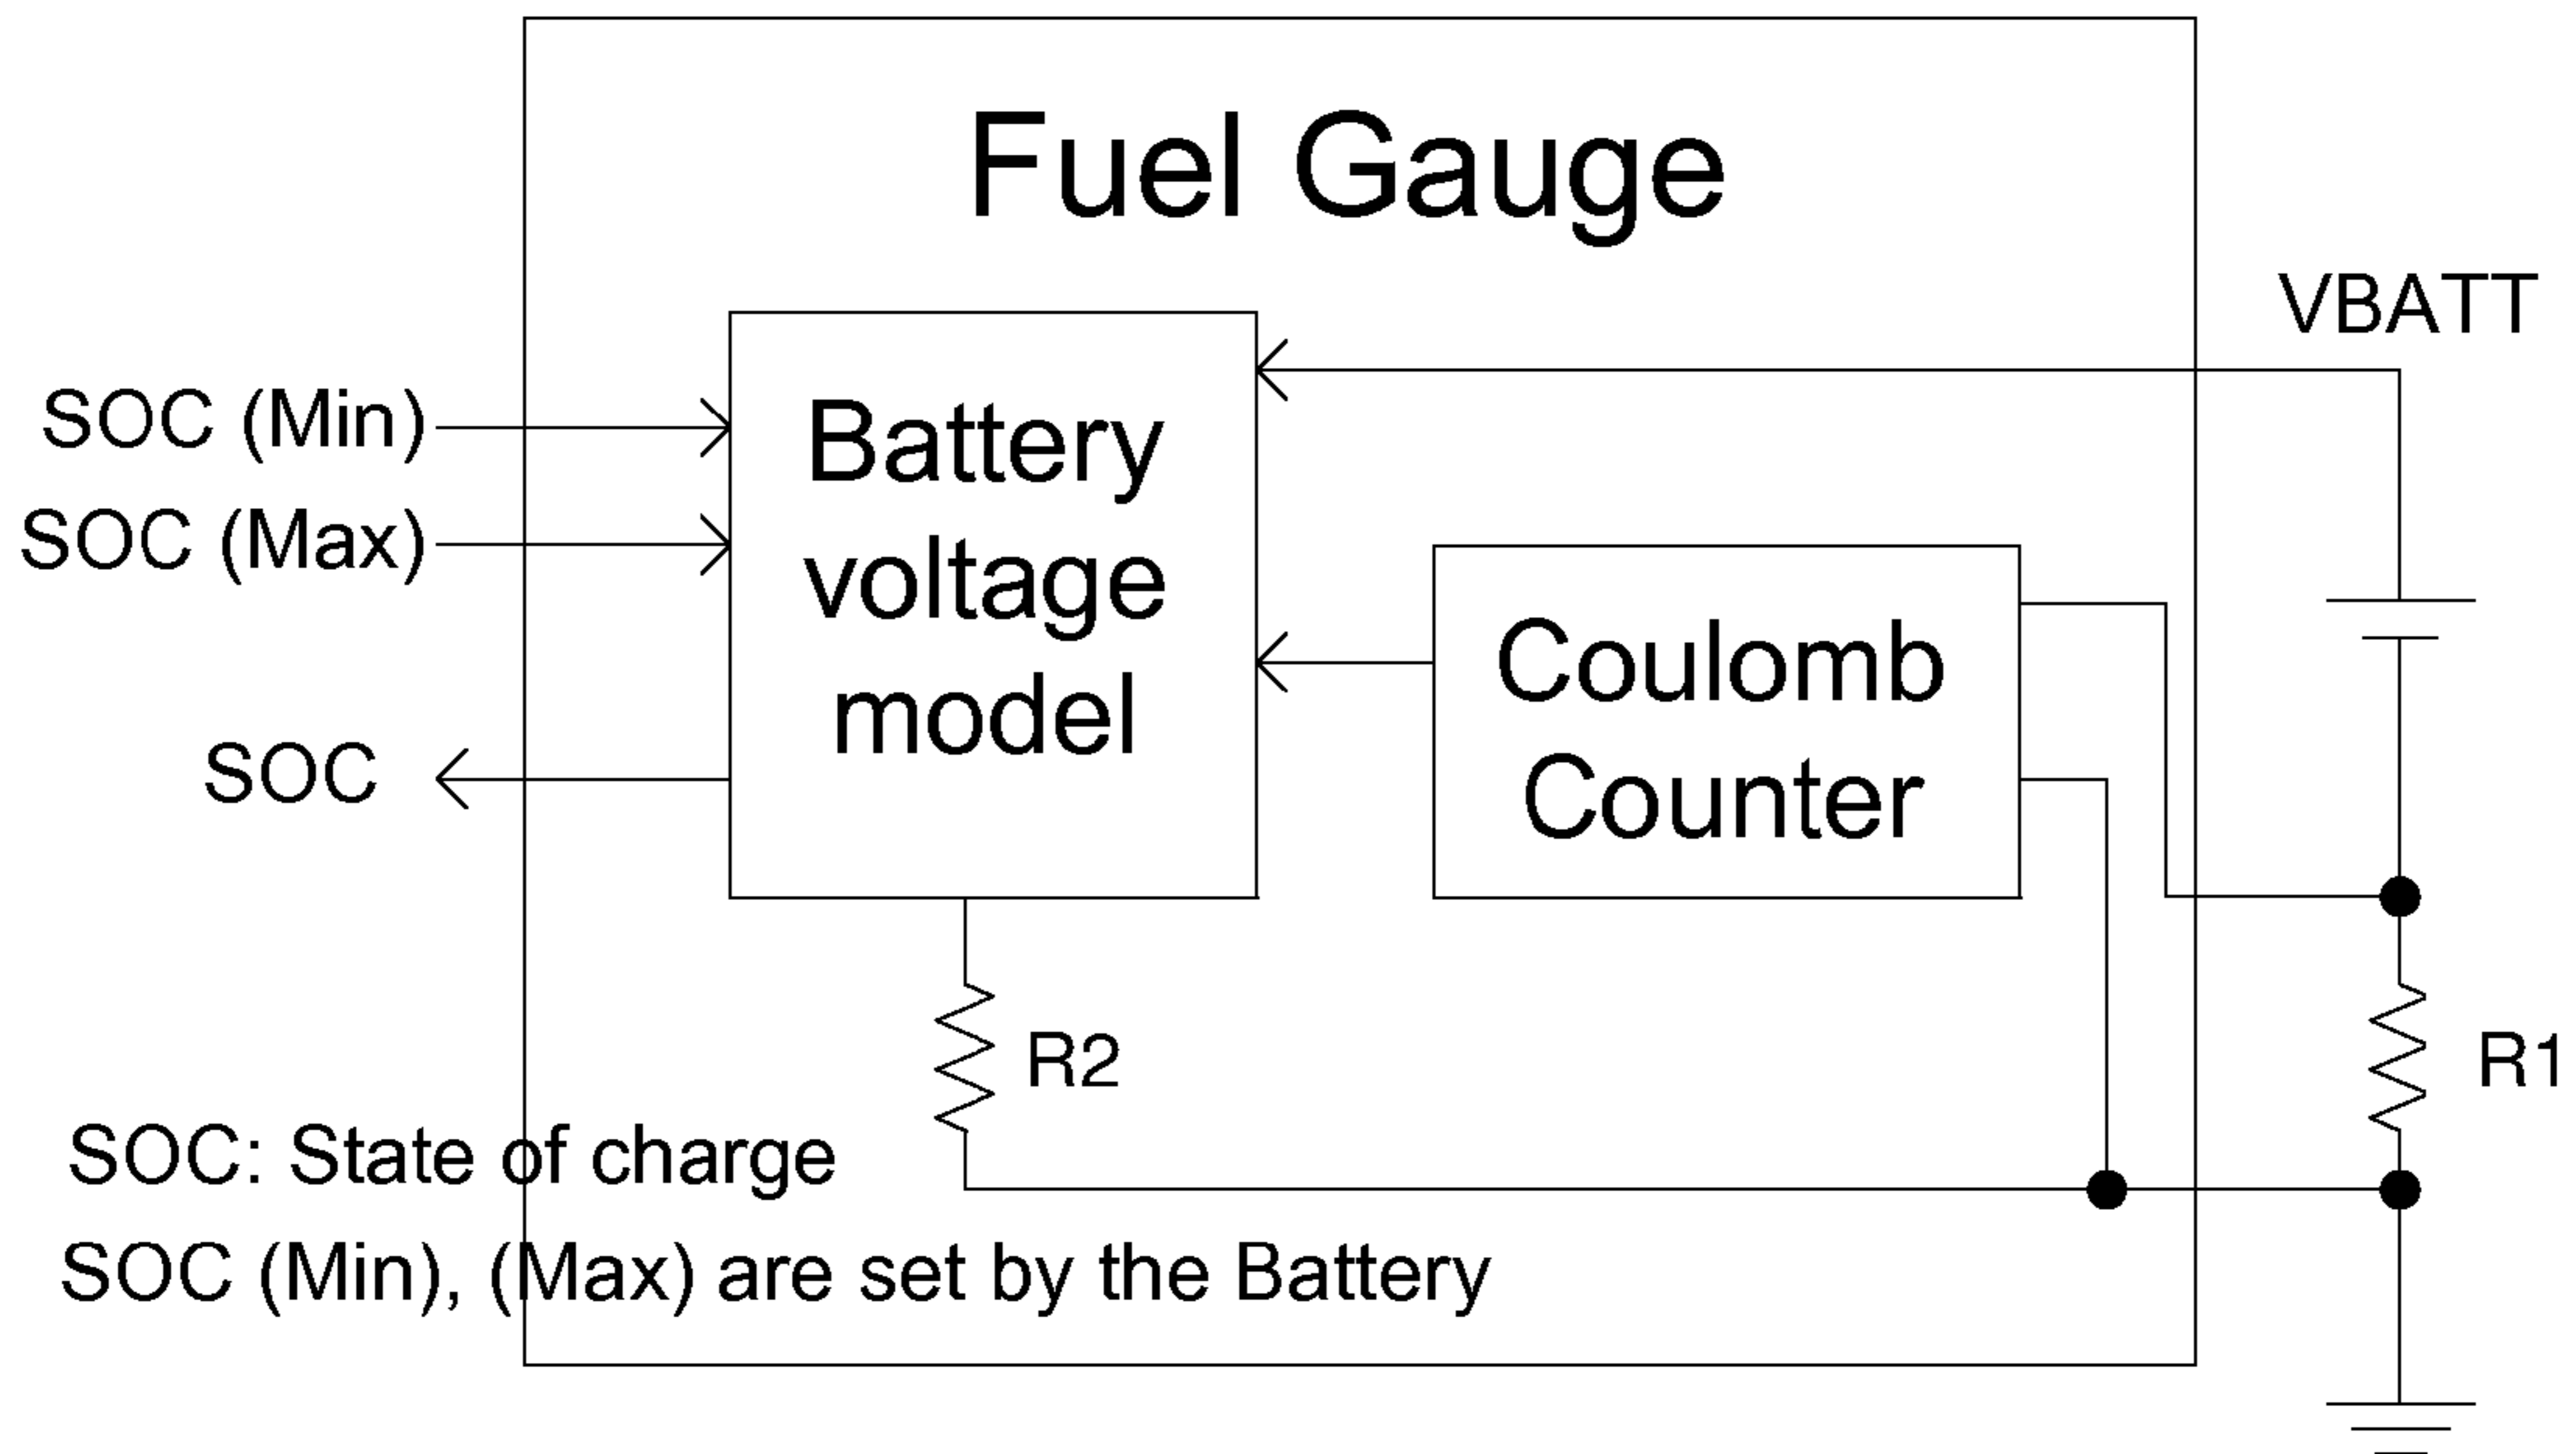 Fuel Gauge
VBATT
SOC (Min)
SOC (Max)
Battery
voltage
model
Coulomb
Counter
SOC
R2
R1
SOC: State of charge
SOC (Min), (Max) are set by the Battery